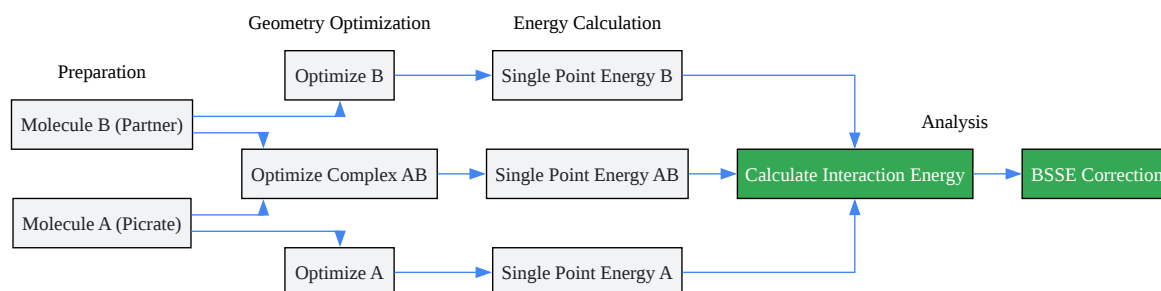 Geometry Optimization
Energy Calculation
Preparation
Optimize B
Single Point Energy B
Molecule B (Partner)
Analysis
Optimize Complex AB
Single Point Energy AB
Calculate Interaction Energy
BSSE Correction
Molecule A (Picrate)
Optimize A
Single Point Energy A